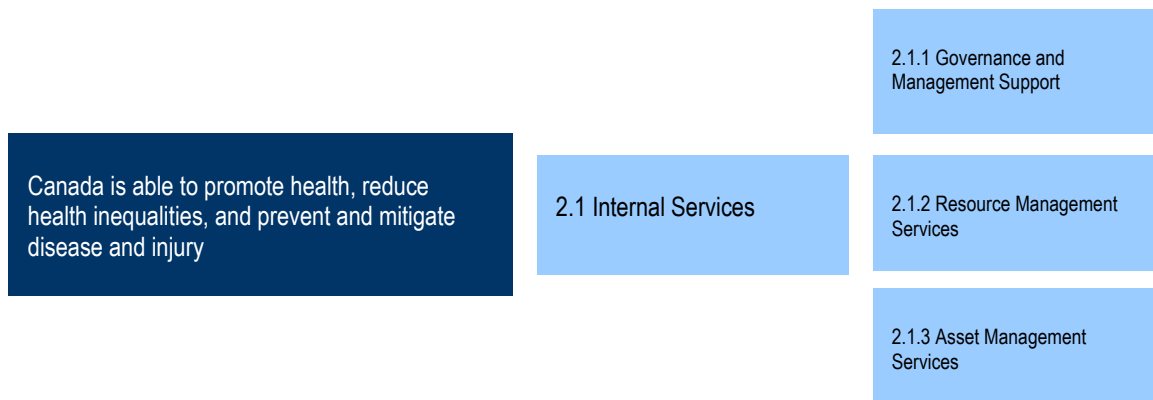 Canada is able to promote health, reduce
health inequalities, and prevent and mitigate
disease and injury
2.1 Internal Services
2.1.1 Governance and
Management Support
2.1.2 Resource Management
Services
2.1.3 Asset Management
Services